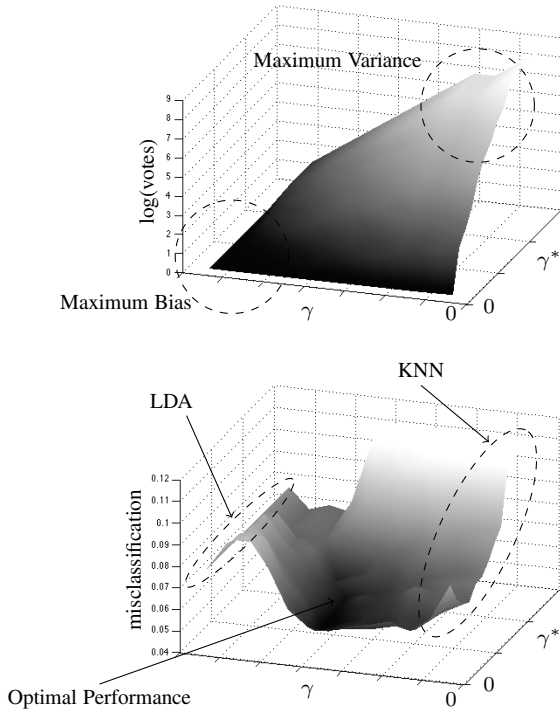 Maximum Variance
9
8
7
6
5
4
3
2
1
0
log(votes)
Maximum Bias
γ
0
0
γ*
KNN
LDA
0.12
0.11
0.1
0.09
0.08
0.07
0.06
0.05
0.04
misclassification
Optimal Performance
γ
0
0
γ*